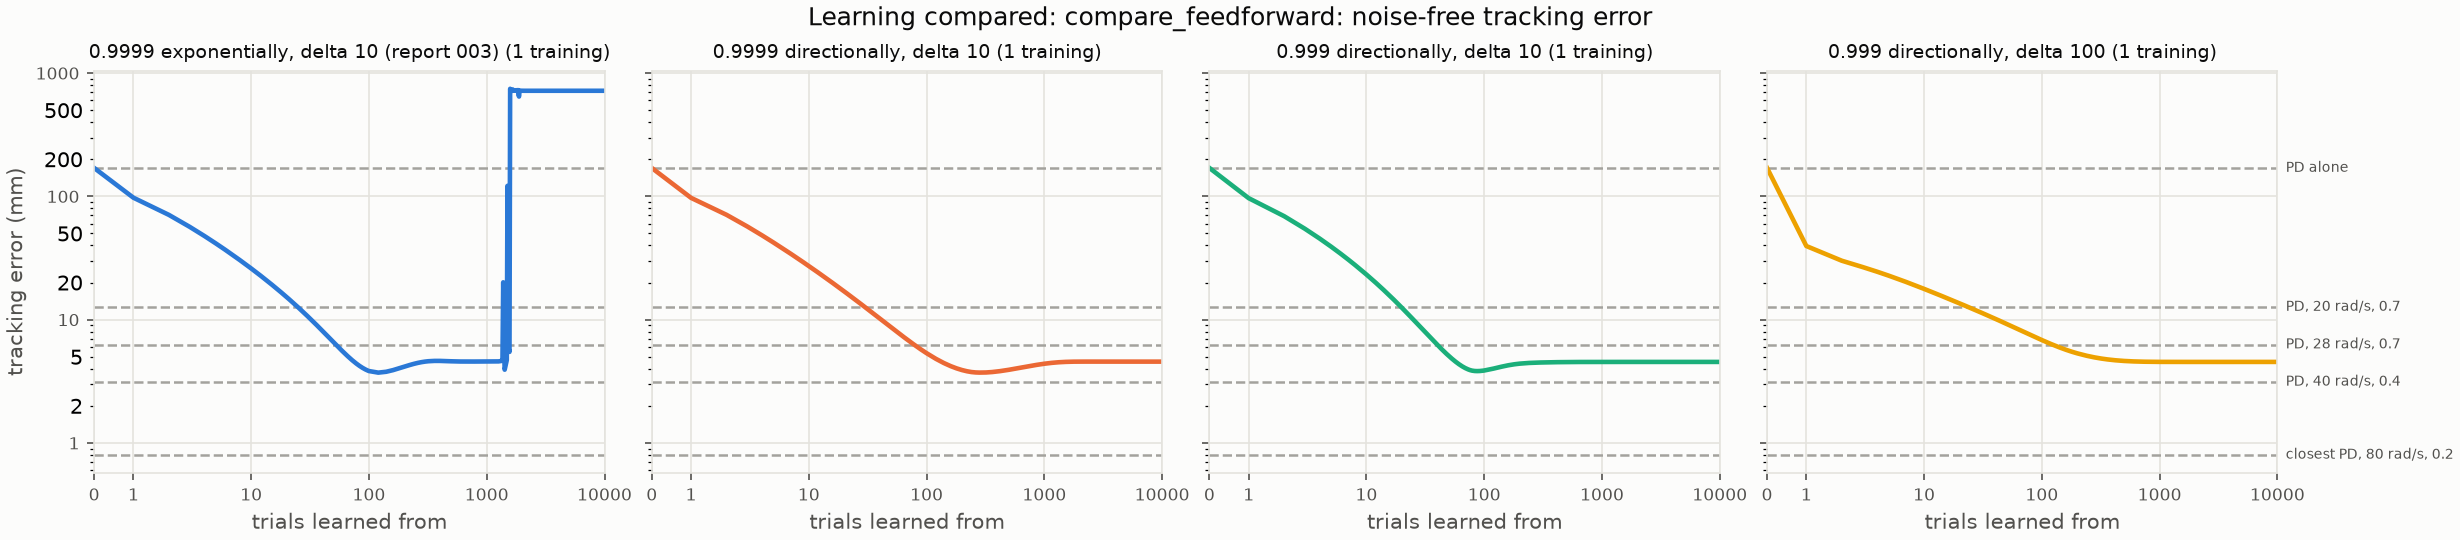 Learning compared: compare_feedforward: noise-free tracking error
0.9999 exponentially, delta 10 (report 003) (1 training)
0.9999 directionally, delta 10 (1 training)
0.999 directionally, delta 10 (1 training)
0.999 directionally, delta 100 (1 training)
tracking error (mm)
1000
500
200
100
50
20
10
5
2
1
PD alone
PD, 20 rad/s, 0.7
PD, 28 rad/s, 0.7
PD, 40 rad/s, 0.4
closest PD, 80 rad/s, 0.2
0 1 10 100 1000 10000
0 1 10 100 1000 10000
0 1 10 100 1000 10000
0 1 10 100 1000 10000
trials learned from
trials learned from
trials learned from
trials learned from